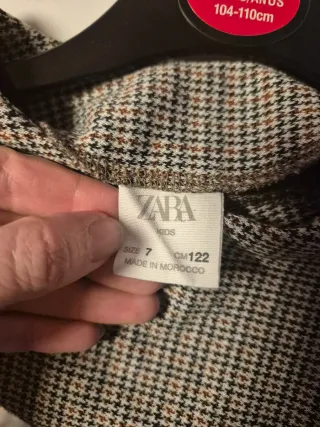 104-110cm
ZARA
KIDS
SIZE 7 CM 122
MADE IN MOROCCO